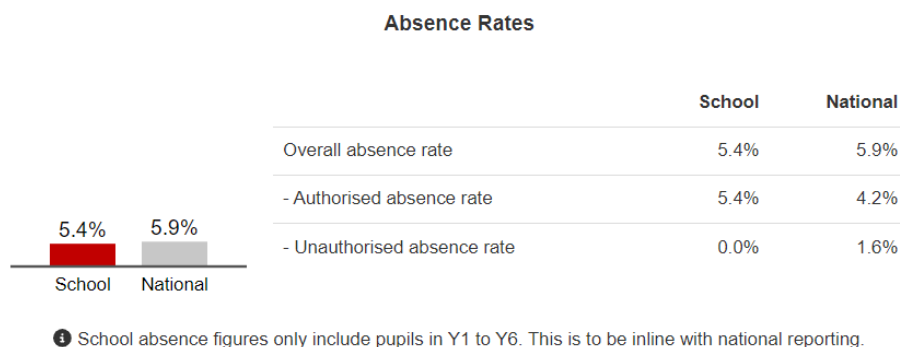 Absence Rates
School National
Overall absence rate 5.4% 5.9%
- Authorised absence rate 5.4% 4.2%
- Unauthorised absence rate 0.0% 1.6%
5.4% 5.9%
School National
School absence figures only include pupils in Y1 to Y6. This is to be inline with national reporting.